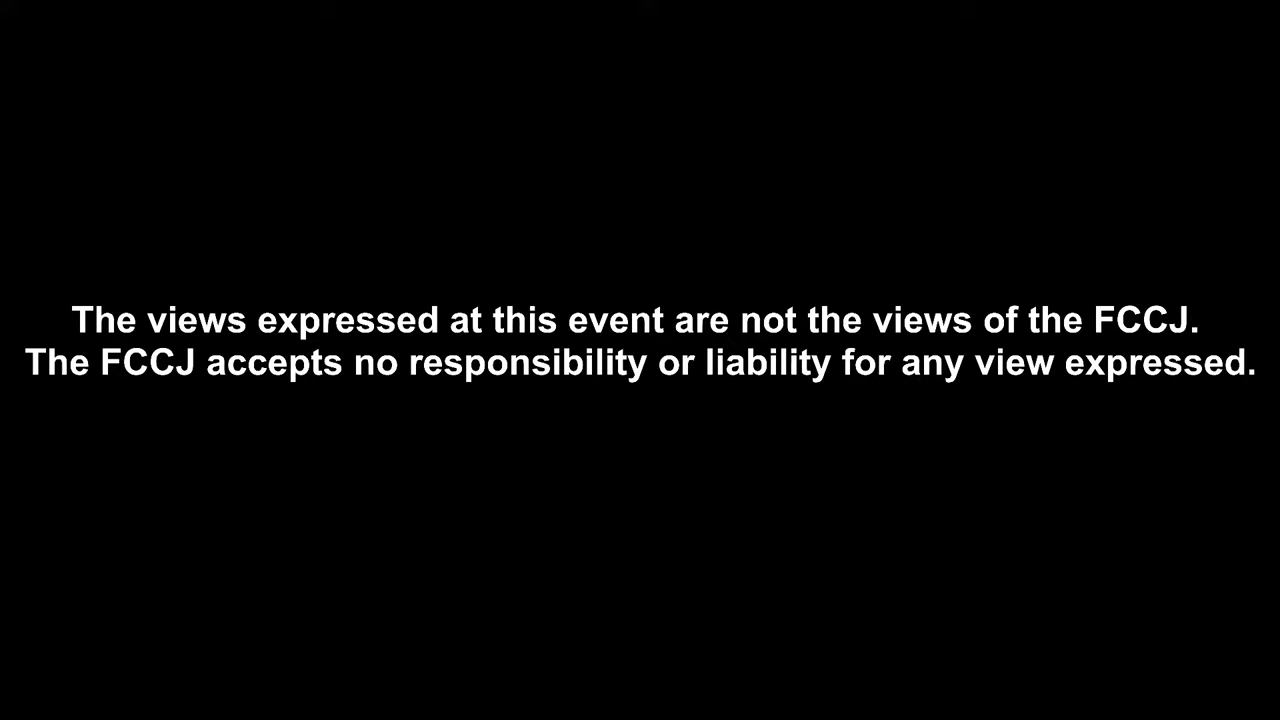 The views expressed at this event are not the views of the FCCJ.
The FCCJ accepts no responsibility or liability for any view expressed.